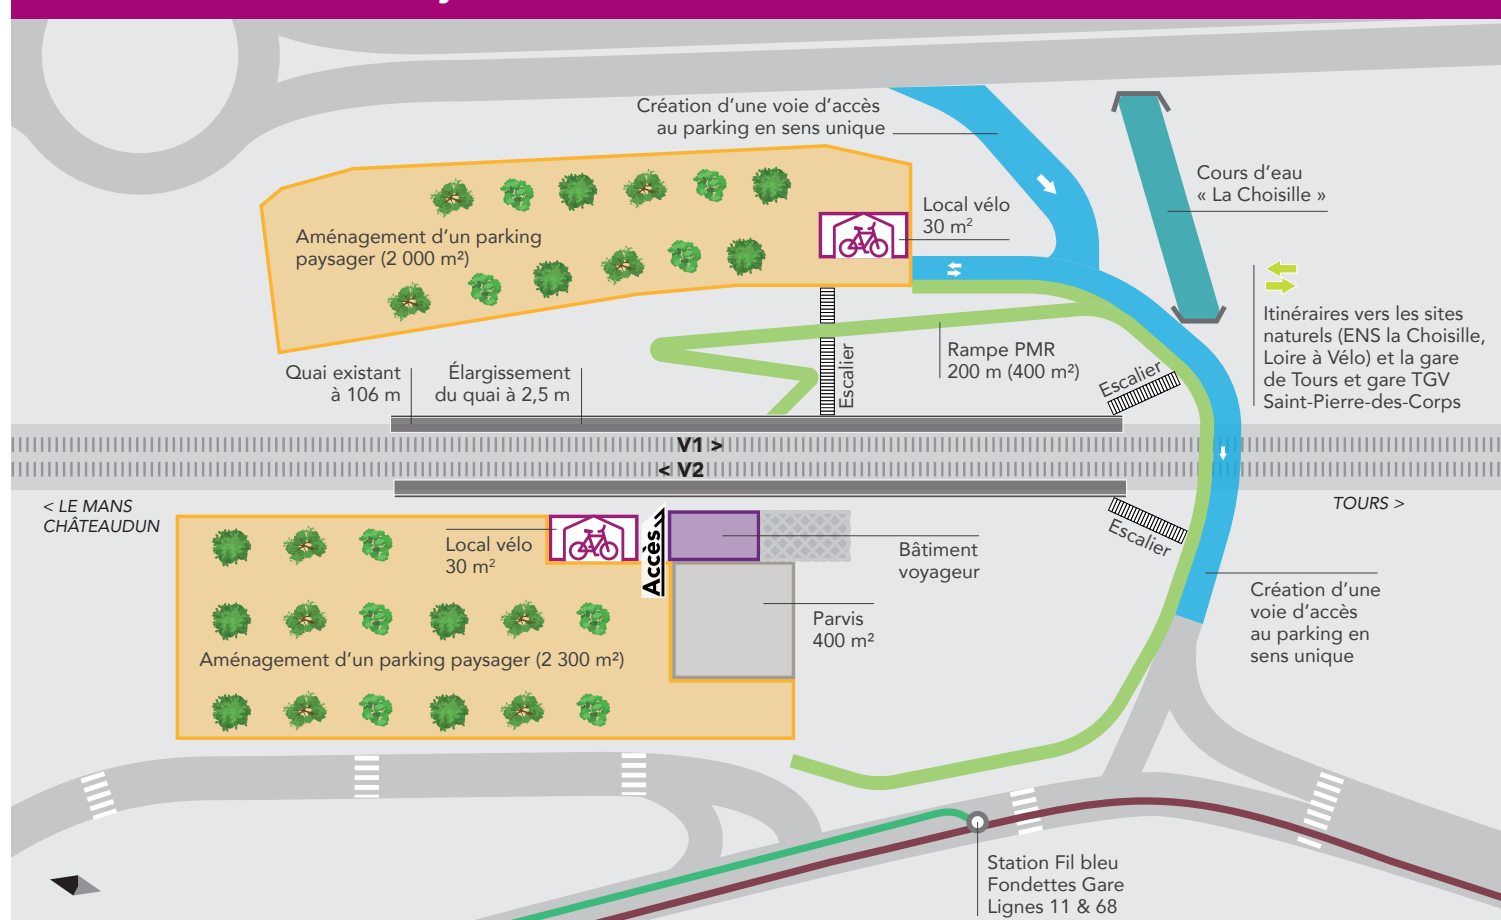 Création d'une voie d'accès
au parking en sens unique
Cours d'eau
« La Choisille »
Local vélo
30 m²
Aménagement d'un parking
paysager (2 000 m²)
Itinéraires vers les sites
naturels (ENS la Choisille,
Loire à Vélo) et la gare
de Tours et gare TGV
Saint-Pierre-des-Corps
Rampe PMR
200 m (400 m²)
Escalier
Escalier
Quai existant
à 106 m
Élargissement
du quai à 2,5 m
V1 >
< V2
< LE MANS
CHÂTEAUDUN
TOURS >
Escalier
Local vélo
30 m²
Accès
Bâtiment
voyageur
Parvis
400 m²
Création d'une
voie d'accès
au parking en
sens unique
Aménagement d'un parking paysager (2 300 m²)
Station Fil bleu
Fondettes Gare
Lignes 11 & 68